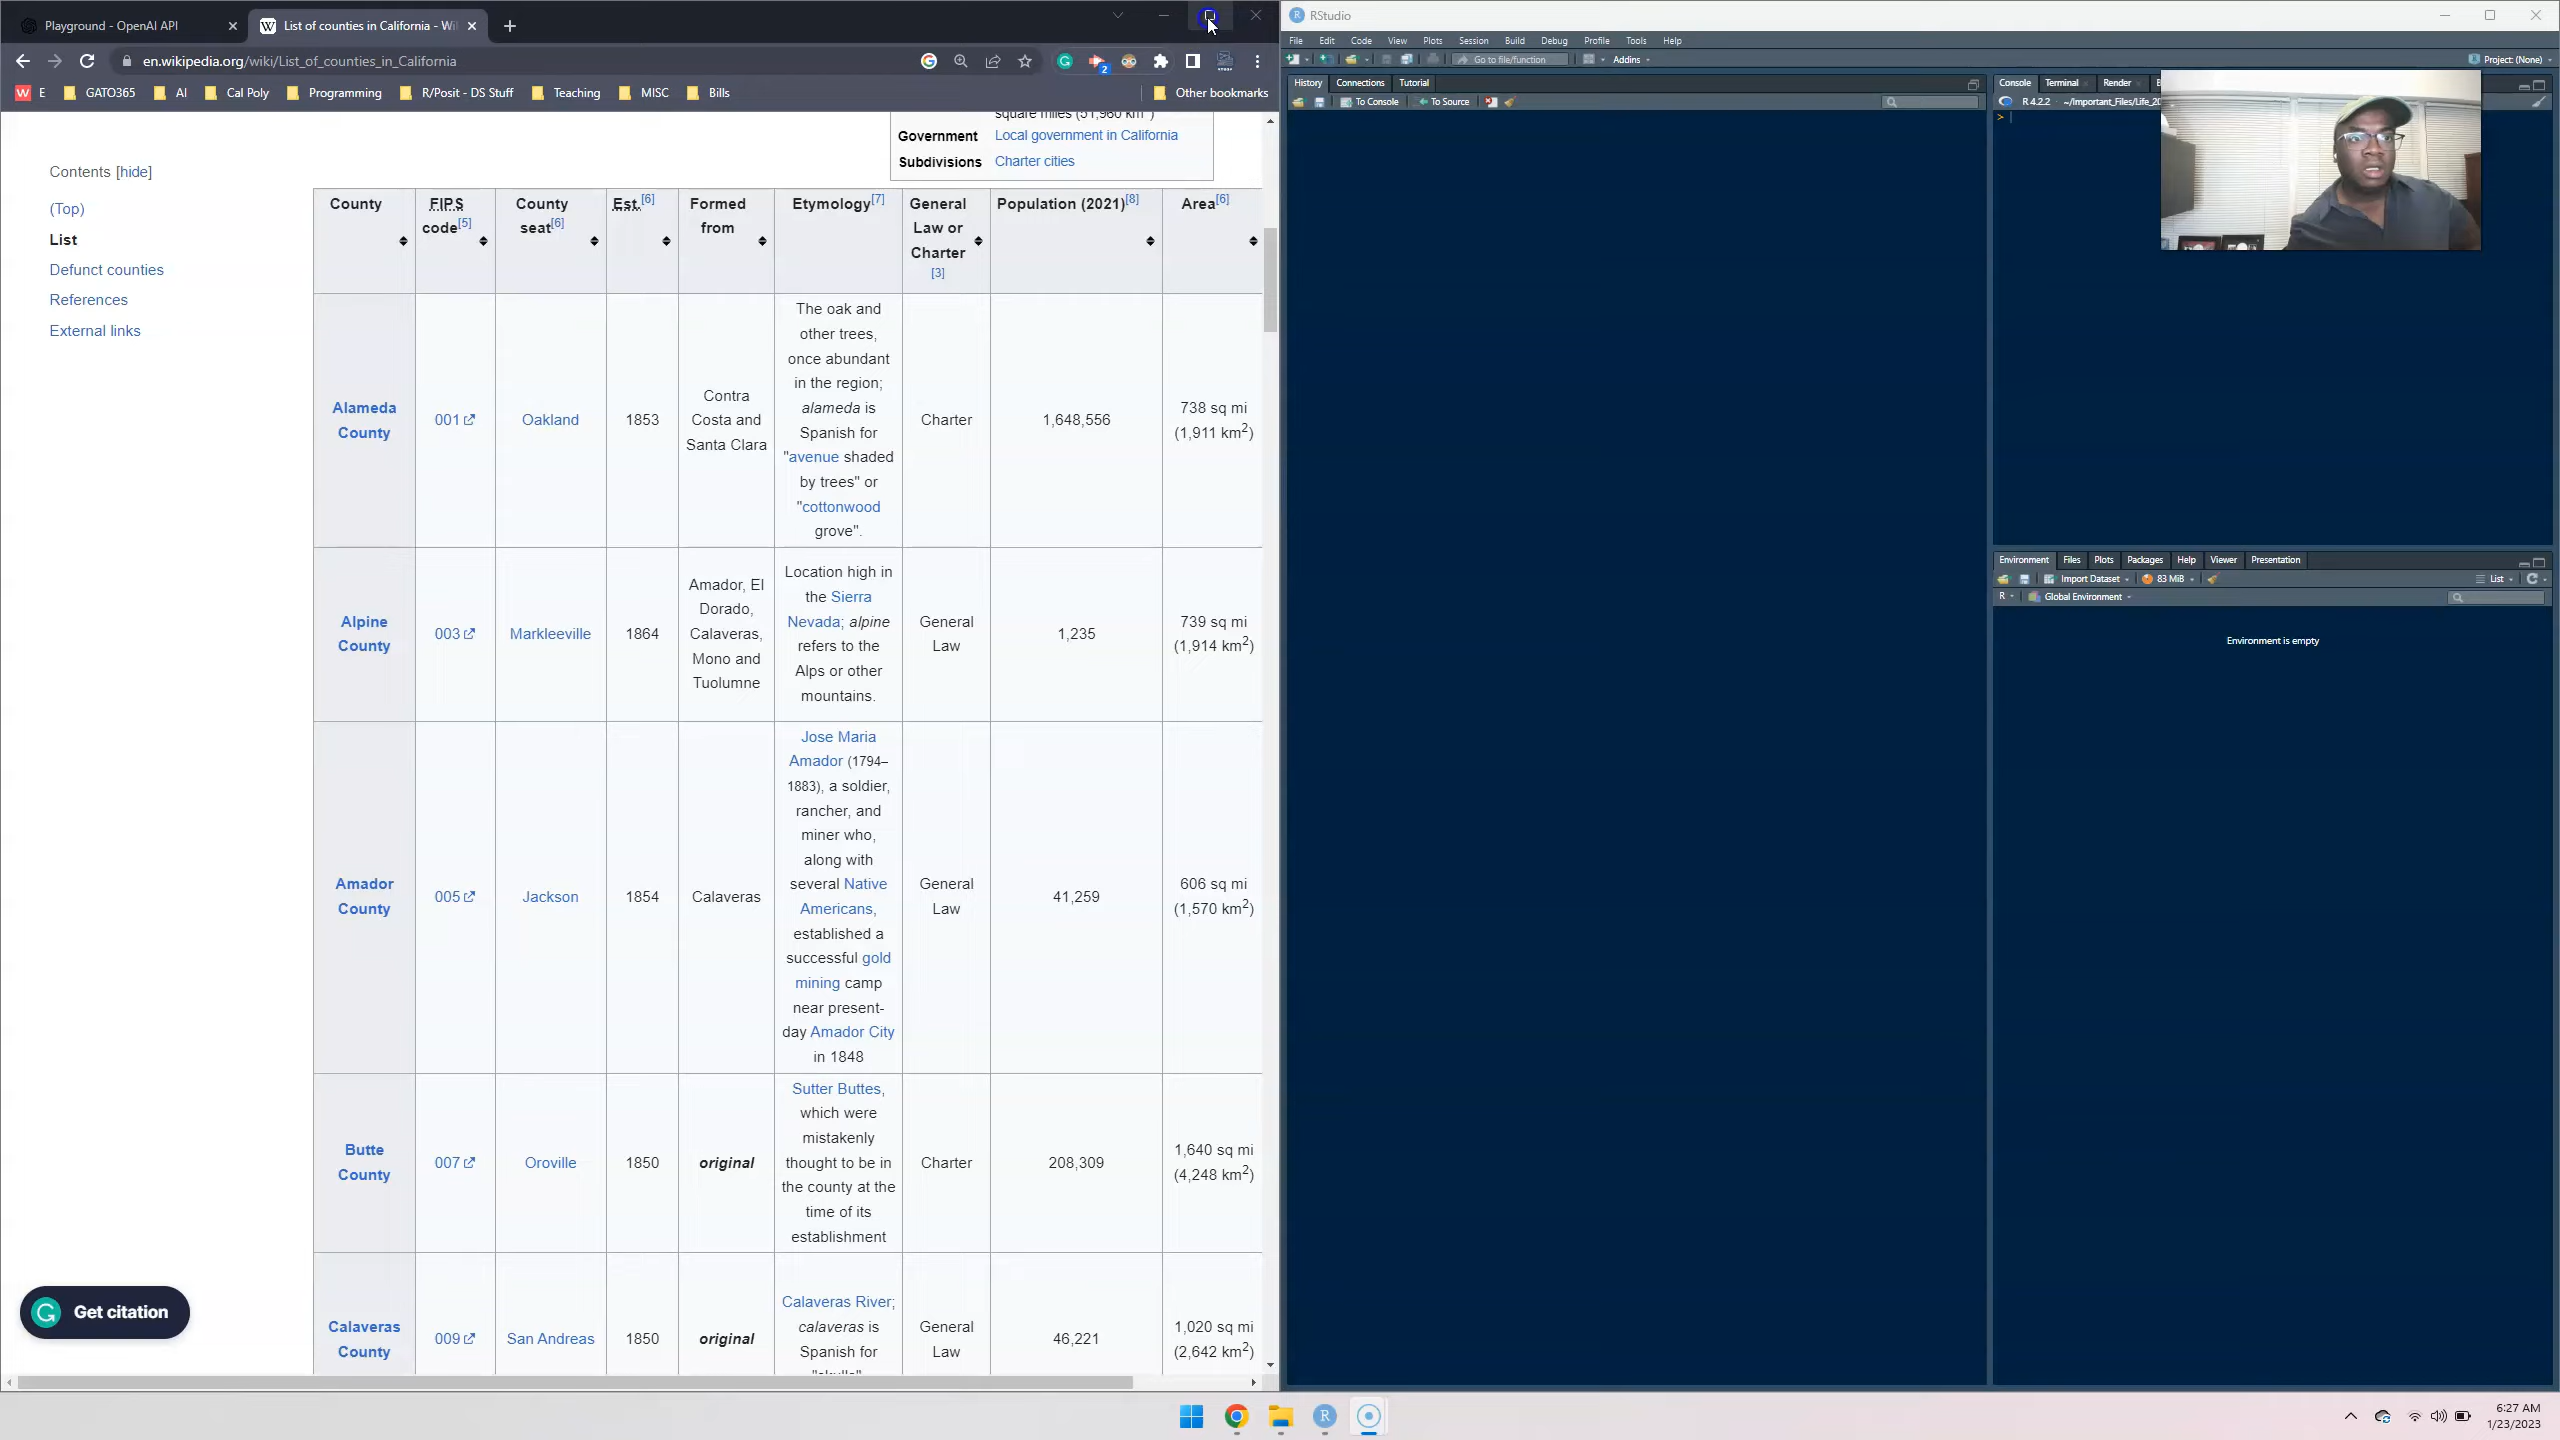 Playground - OpenAI API
List of counties in California - Wi
en.wikipedia.org/wiki/List_of_counties_in_California
2
W E
GATO365
AI
Cal Poly
Programming
R/Posit - DS Stuff
Teaching
MISC
Bills
Other bookmarks
Contents [hide]
(Top)
List
Defunct counties
References
External links
Government Local government in California
Subdivisions Charter cities
County
FIPS code[5]
County seat[6]
Est.[6]
Formed from
Etymology[7]
General Law or Charter [3]
Population (2021)[8]
Area[6]
Alameda County
001
Oakland
1853
Contra Costa and Santa Clara
The oak and
other trees,
once abundant
in the region;
alameda is
Spanish for
"avenue shaded
by trees" or
"cottonwood
grove".
Charter
1,648,556
738 sq mi
(1,911 km2)
Alpine County
003
Markleeville
1864
Amador, El
Dorado,
Calaveras,
Mono and
Tuolumne
Location high in
the Sierra
Nevada; alpine
refers to the
Alps or other
mountains.
General Law
1,235
739 sq mi
(1,914 km2)
Amador County
005
Jackson
1854
Calaveras
Jose Maria
Amador (1794–
1883), a soldier,
rancher, and
miner who,
along with
several Native
Americans,
established a
successful gold
mining camp
near present-
day Amador City
in 1848
General Law
41,259
606 sq mi
(1,570 km2)
Butte County
007
Oroville
1850
original
Sutter Buttes,
which were
mistakenly
thought to be in
the county at the
time of its
establishment
Charter
208,309
1,640 sq mi
(4,248 km2)
Calaveras County
009
San Andreas
1850
original
Calaveras River;
calaveras is
Spanish for
General Law
46,221
1,020 sq mi
(2,642 km2)
Get citation
RStudio
File Edit Code View Plots Session Build Debug Profile Tools Help
Go to file/function
Addins
Project: (None)
History Connections Tutorial
To Console To Source
Console Terminal Render
R 4.2.2 · ~/Important_Files/Life_20
>
Environment Files Plots Packages Help Viewer Presentation
Import Dataset 83 MiB List
R Global Environment
Environment is empty
6:27 AM
1/23/2023